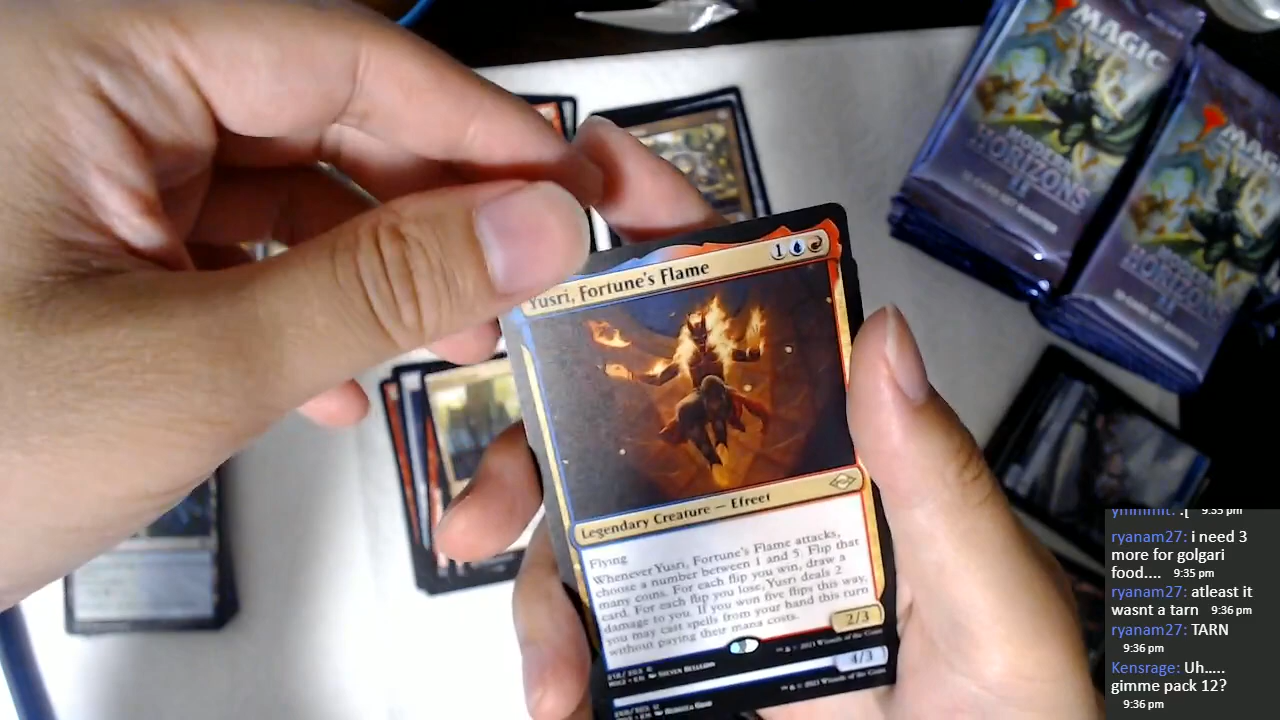 MAGIC
MODERN
HORIZONS
II
MAGIC
HORIZONS
II
Yusri, Fortune's Flame
1
Legendary Creature — Efreet
Flying
Whenever Yusri, Fortune's Flame attacks,
choose a number between 1 and 5. Flip that
many coins. For each flip you win, draw a
card. For each flip you lose, Yusri deals 2
damage to you. If you won five flips this way,
you may cast spells from your hand this turn
without paying their mana costs.
2/3
4/3
9:35 pm
ryanam27: i need 3
more for golgari
food.... 9:35 pm
ryanam27: atleast it
wasnt a tarn 9:36 pm
ryanam27: TARN
9:36 pm
Kensrage: Uh.....
gimme pack 12?
9:36 pm